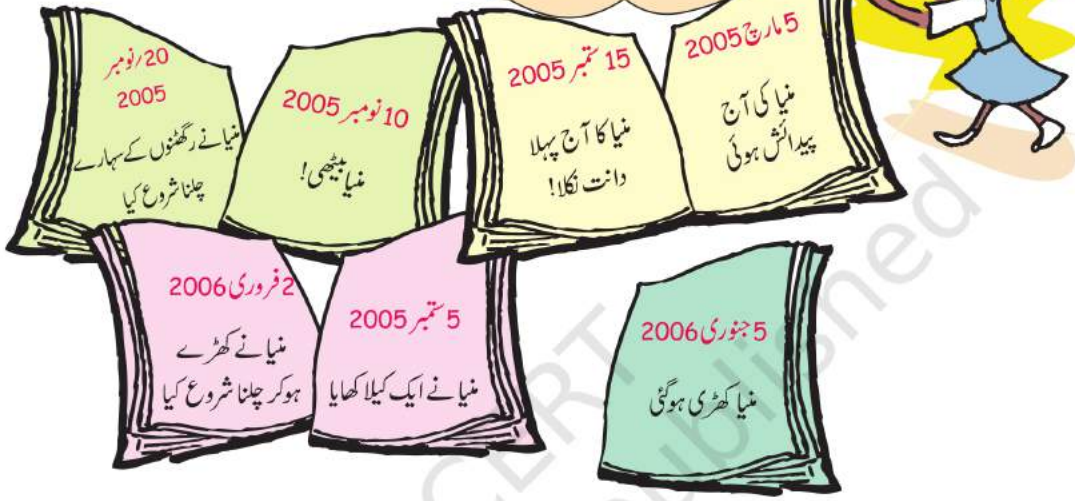 5 مارچ 2005
منیا کی آج
پیدائش ہوئی
15 ستمبر 2005
منیا کا آج پہلا
دانت نکلا!
10 نومبر 2005
منیا بیٹھی!
20/نومبر
2005
منیا نے رگھٹنوں کے سہارے
چلنا شروع کیا
5 جنوری 2006
منیا کھڑی ہوگئی
5 ستمبر 2005
منیا نے ایک کیلا کھایا
2 فروری 2006
منیا نے کھڑے
ہوکر چلنا شروع کیا